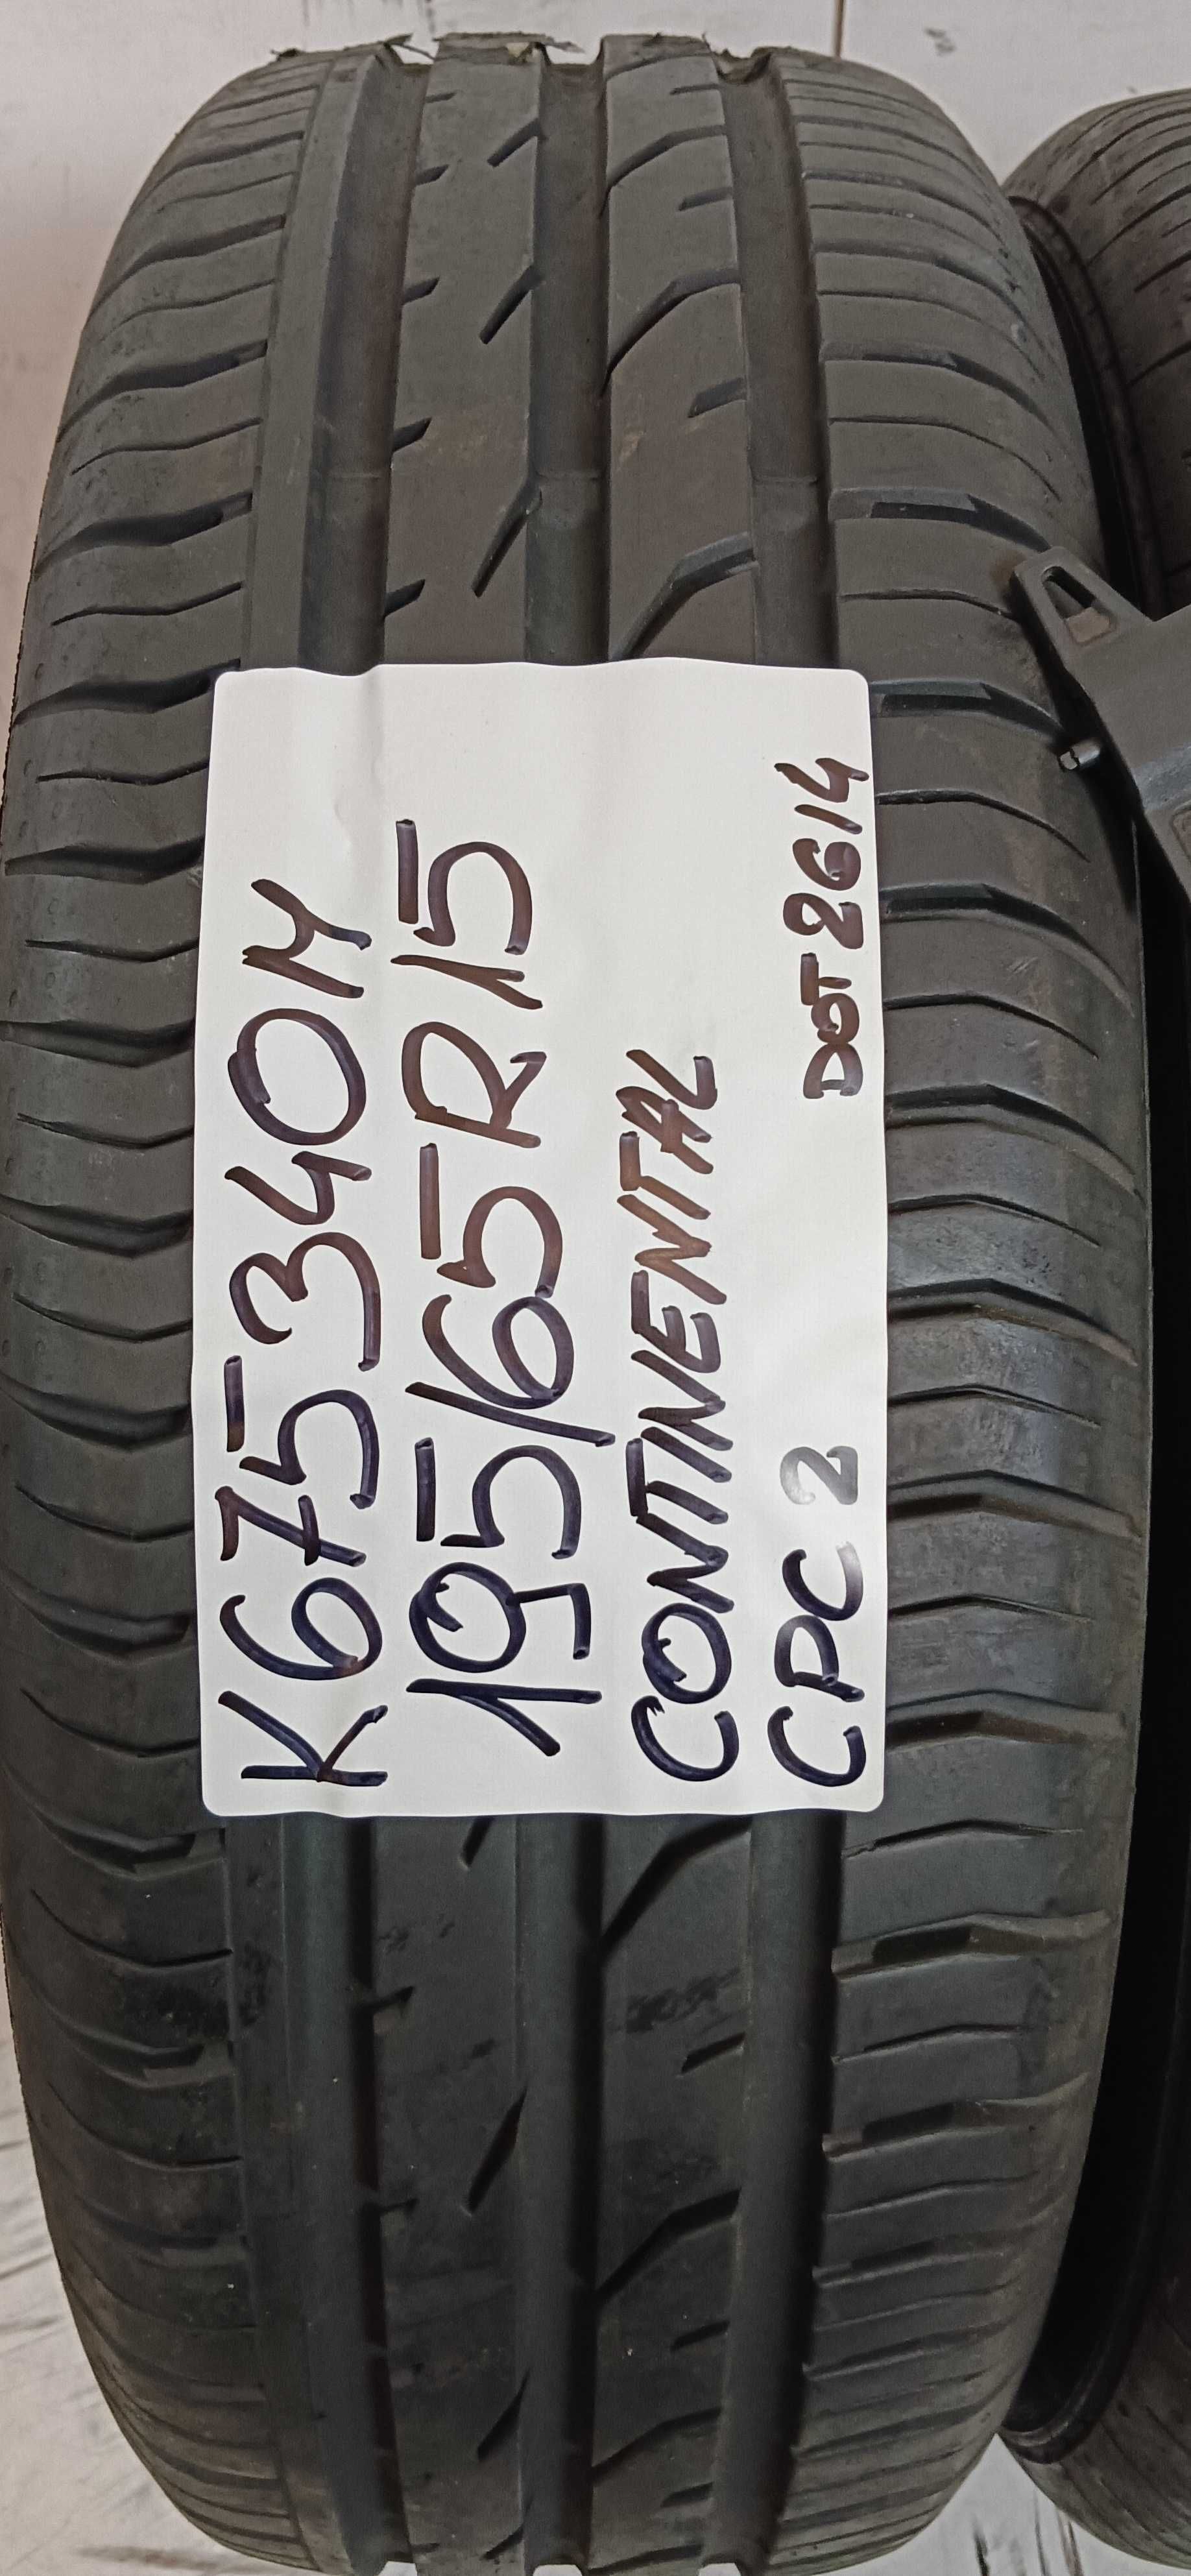 K675340M
195/65R15
CONTINENTAL
CPC 2 DOT 2614